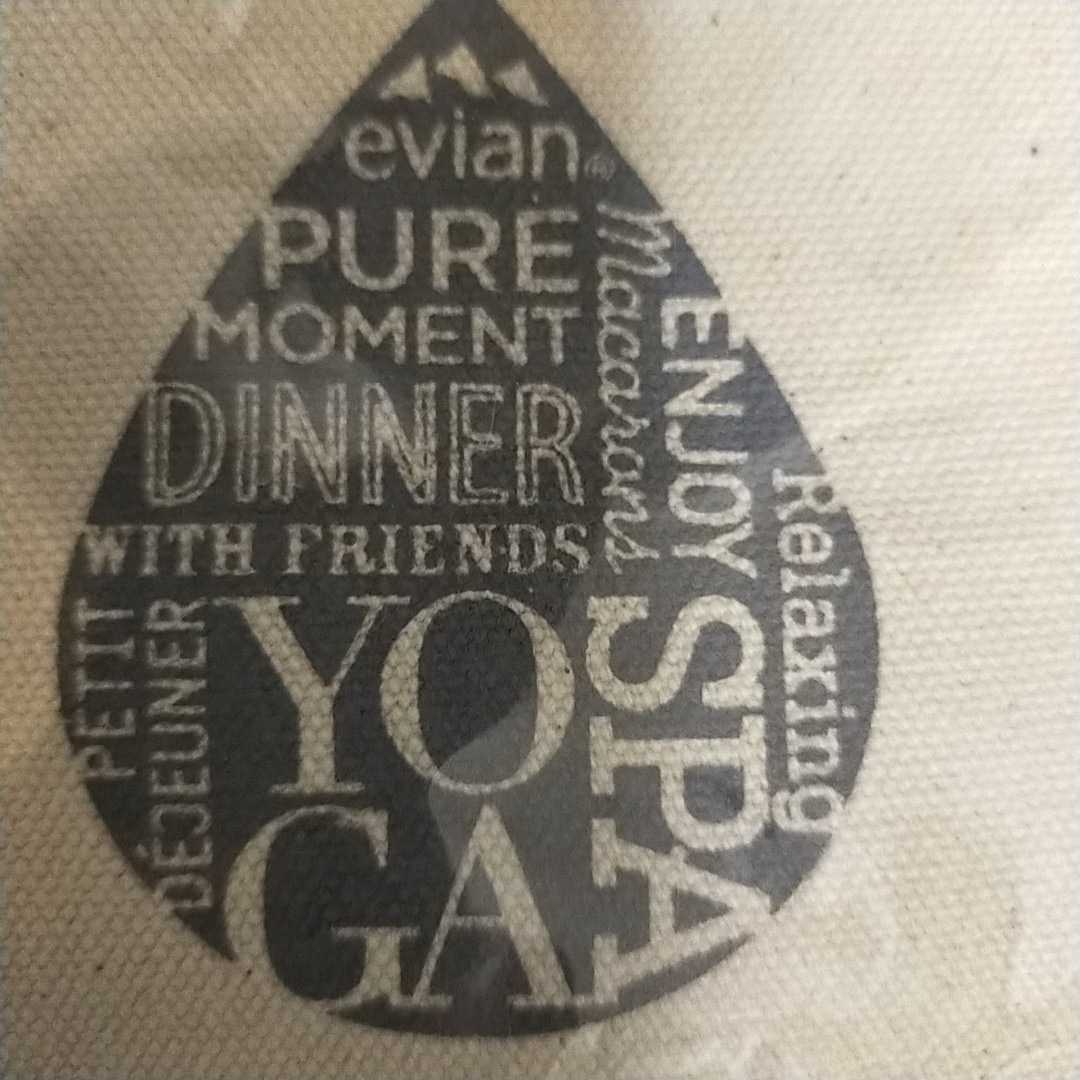 evian
PURE
MOMENT
DINNER
WITH FRIENDS
PETIT
DÉJEUNER
YO
GA
Macarons
ENJOY
SPA
Relaxing